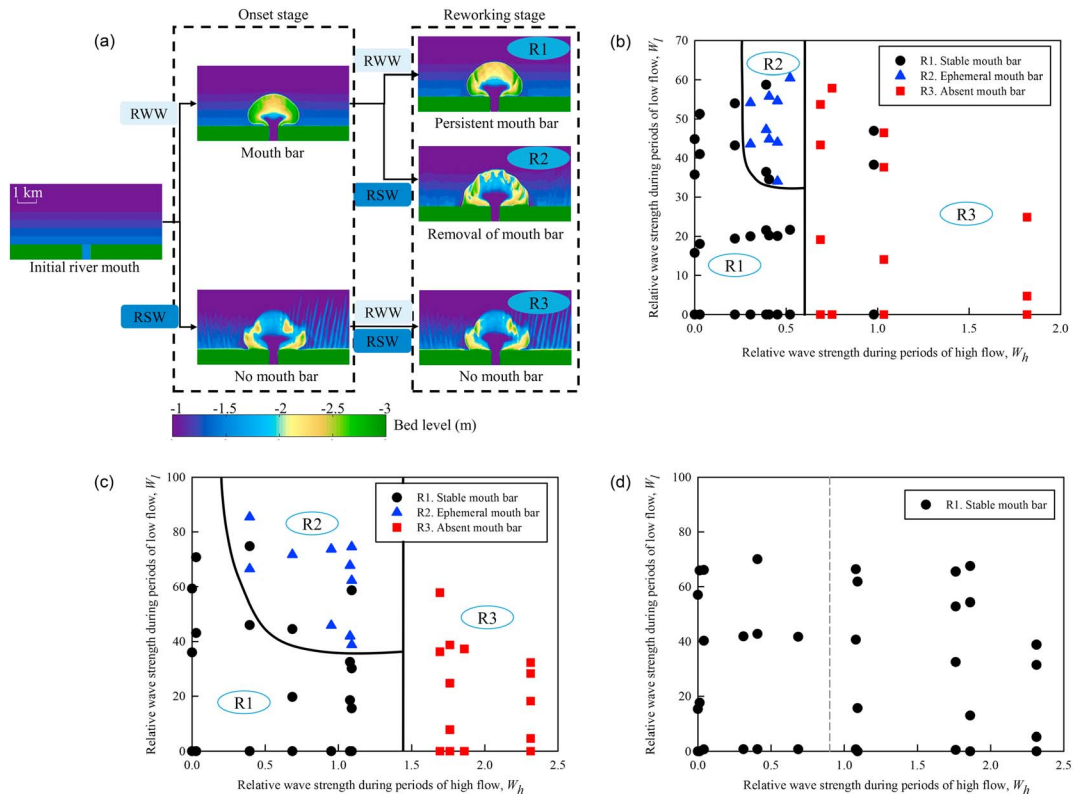 (a)
Onset stage
Reworking stage
RWW
RSW
1 km
Initial river mouth
Mouth bar
No mouth bar
RWW
RSW
RWW
RSW
R1
Persistent mouth bar
R2
Removal of mouth bar
R3
No mouth bar
-1 -1.5 -2 -2.5 -3
Bed level (m)
(b)
Relative wave strength during periods of low flow, W_l
70
60
50
40
30
20
10
0
R2
R1
R3
R1. Stable mouth bar
R2. Ephemeral mouth bar
R3. Absent mouth bar
0.0 0.5 1.0 1.5 2.0
Relative wave strength during periods of high flow, W_h
(c)
Relative wave strength during periods of low flow, W_l
100
80
60
40
20
0
R2
R1
R3
R1. Stable mouth bar
R2. Ephemeral mouth bar
R3. Absent mouth bar
0.0 0.5 1.0 1.5 2.0 2.5
Relative wave strength during periods of high flow, W_h
(d)
Relative wave strength during periods of low flow, W_l
100
80
60
40
20
0
R1. Stable mouth bar
0.0 0.5 1.0 1.5 2.0 2.5
Relative wave strength during periods of high flow, W_h